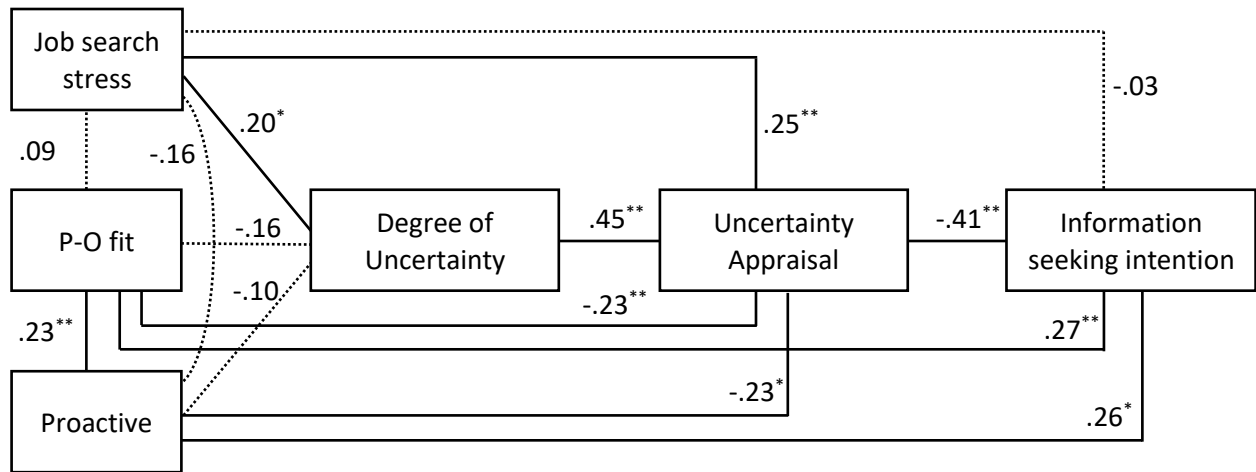 Job search
stress
-.03
.20*
.25**
.09
-.16
P-O fit
-.16
Degree of
Uncertainty
.45**
Uncertainty
Appraisal
-.41**
Information
seeking intention
-.10
-.23**
.27**
.23**
Proactive
-.23*
.26*